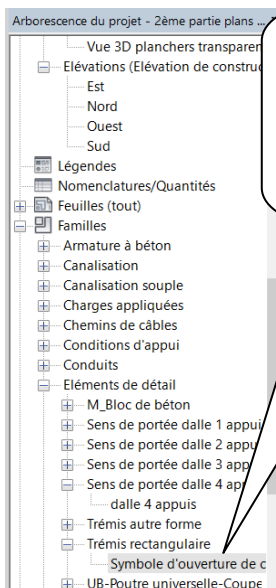 Arborescence du projet - 2ème partie plans ...
Vue 3D planchers transparen
Elévations (Elévation de construc
Est
Nord
Ouest
Sud
Légendes
Nomenclatures/Quantités
Feuilles (tout)
Familles
Armature à béton
Canalisation
Canalisation souple
Charges appliquées
Chemins de câbles
Conditions d'appui
Conduits
Eléments de détail
M_Bloc de béton
Sens de portée dalle 1 appui
Sens de portée dalle 2 appu
Sens de portée dalle 3 app
Sens de portée dalle 4 ap
dalle 4 appuis
Trémis autre forme
Trémis rectangulaire
Symbole d'ouverture de c
UB-Poutre universelle-Coupe